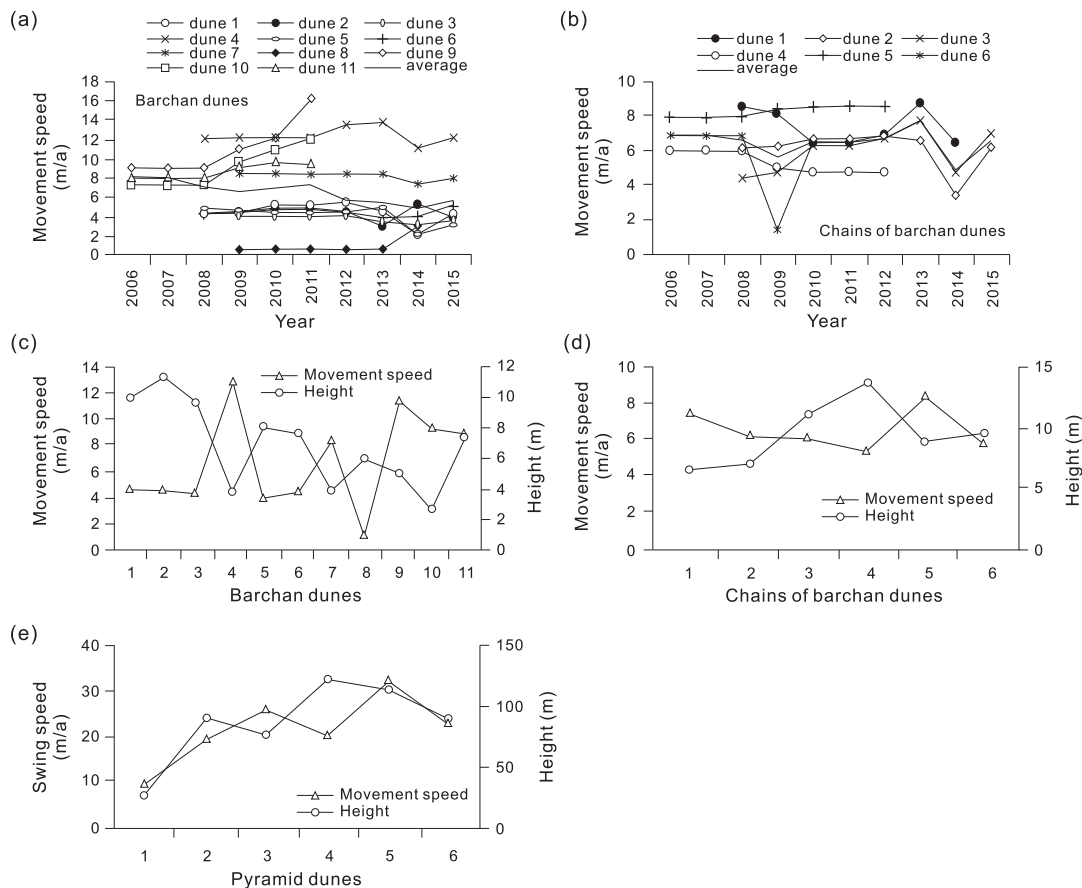 (a)
dune 1 dune 2 dune 3
dune 4 dune 5 dune 6
dune 7 dune 8 dune 9
dune 10 dune 11 average
Movement speed
(m/a)
18
16
14
12
10
8
6
4
2
0
Barchan dunes
2006 2007 2008 2009 2010 2011 2012 2013 2014 2015
Year
(b)
dune 1 dune 2 dune 3
dune 4 dune 5 dune 6
average
Movement speed
(m/a)
10
8
6
4
2
0
Chains of barchan dunes
2006 2007 2008 2009 2010 2011 2012 2013 2014 2015
Year
(c)
Movement speed
(m/a)
14
12
10
8
6
4
2
0
Movement speed
Height
12
10
8
6
4
2
0
Height (m)
1 2 3 4 5 6 7 8 9 10 11
Barchan dunes
(d)
Movement speed
(m/a)
10
8
6
4
2
0
Movement speed
Height
15
10
5
0
Height (m)
1 2 3 4 5 6
Chains of barchan dunes
(e)
Swing speed
(m/a)
40
30
20
10
0
Movement speed
Height
150
100
50
0
Height (m)
1 2 3 4 5 6
Pyramid dunes